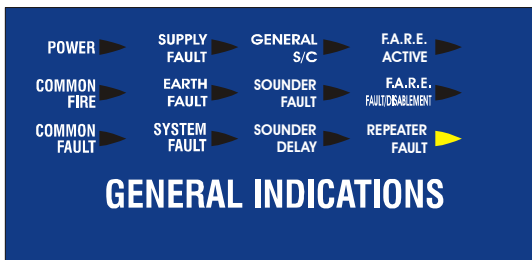 POWER
SUPPLY
FAULT
GENERAL
S/C
F.A.R.E.
ACTIVE
COMMON
FIRE
EARTH
FAULT
SOUNDER
FAULT
F.A.R.E.
FAULT/DISABLEMENT
COMMON
FAULT
SYSTEM
FAULT
SOUNDER
DELAY
REPEATER
FAULT
GENERAL INDICATIONS